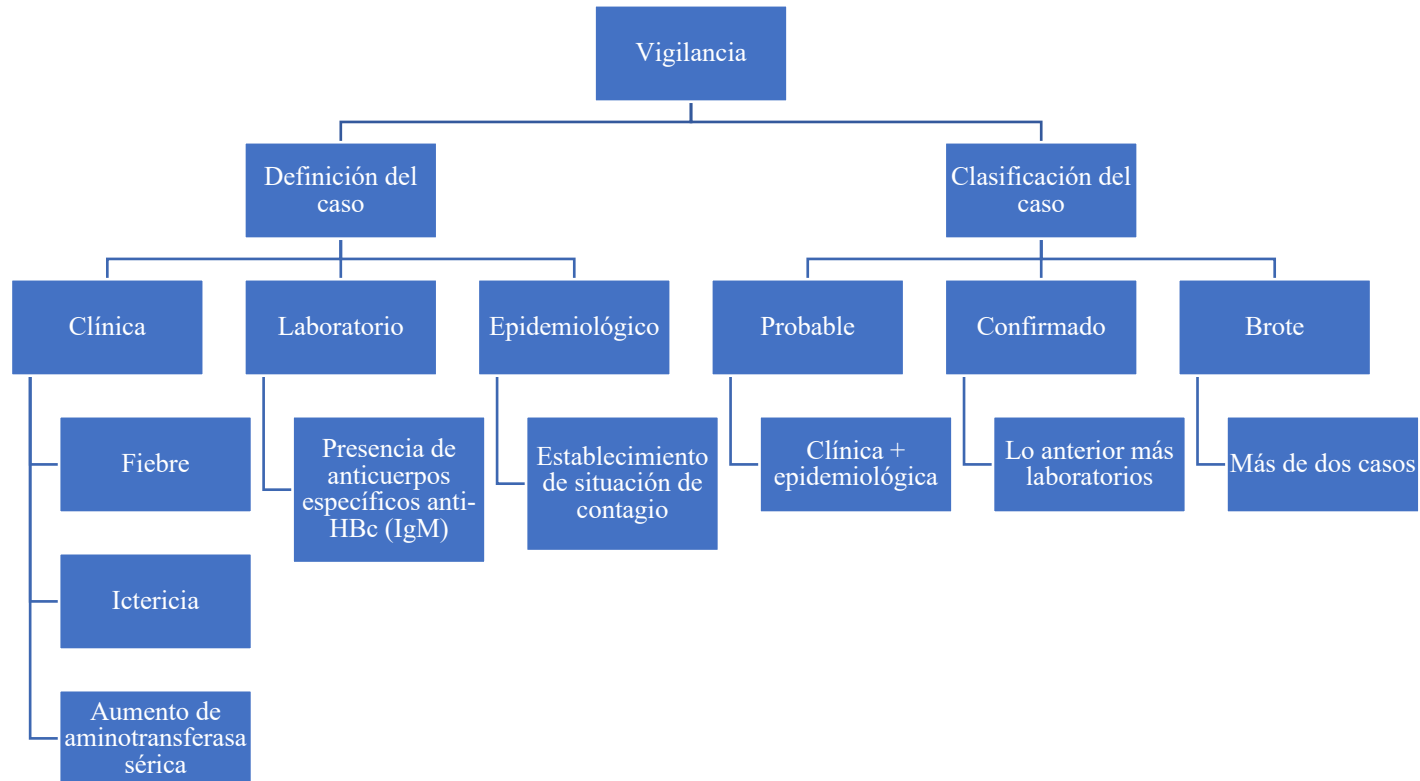 Vigilancia
Definición del
caso
Clasificación del
caso
Clínica
Laboratorio
Epidemiológico
Probable
Confirmado
Brote
Fiebre
Ictericia
Aumento de
aminotransferasa
sérica
Presencia de
anticuerpos
específicos anti-
HBc (IgM)
Establecimiento
de situación de
contagio
Clínica +
epidemiológica
Lo anterior más
laboratorios
Más de dos casos